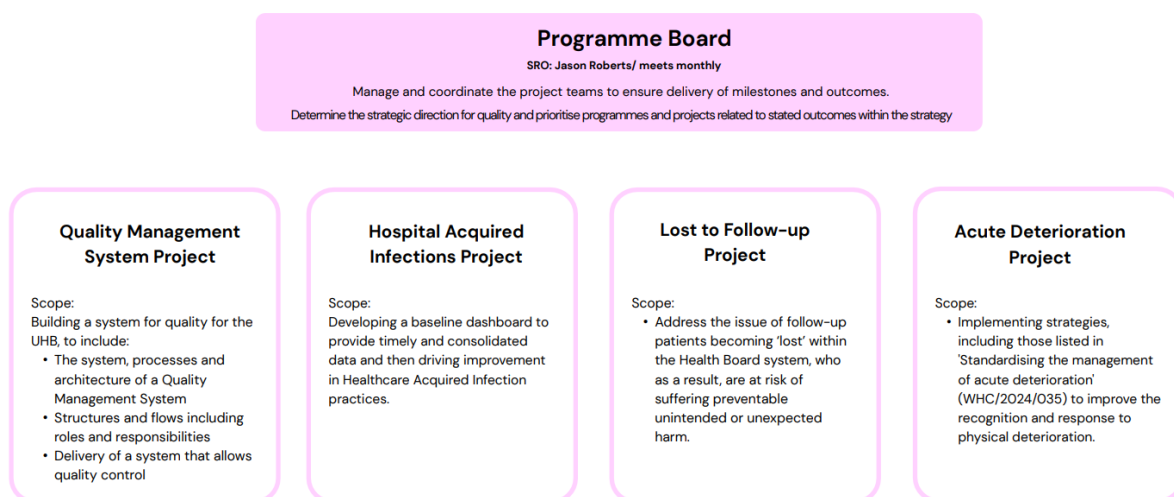 Programme Board
SRO: Jason Roberts/ meets monthly
Manage and coordinate the project teams to ensure delivery of milestones and outcomes.
Determine the strategic direction for quality and prioritise programmes and projects related to stated outcomes within the strategy
Quality Management
System Project
Scope:
Building a system for quality for the
UHB, to include:
• The system, processes and
architecture of a Quality
Management System
• Structures and flows including
roles and responsibilities
• Delivery of a system that allows
quality control
Hospital Acquired
Infections Project
Scope:
Developing a baseline dashboard to
provide timely and consolidated
data and then driving improvement
in Healthcare Acquired Infection
practices.
Lost to Follow-up
Project
Scope:
• Address the issue of follow-up
patients becoming ‘lost’ within
the Health Board system, who
as a result, are at risk of
suffering preventable
unintended or unexpected
harm.
Acute Deterioration
Project
Scope:
• Implementing strategies,
including those listed in
'Standardising the management
of acute deterioration'
(WHC/2024/035) to improve the
recognition and response to
physical deterioration.